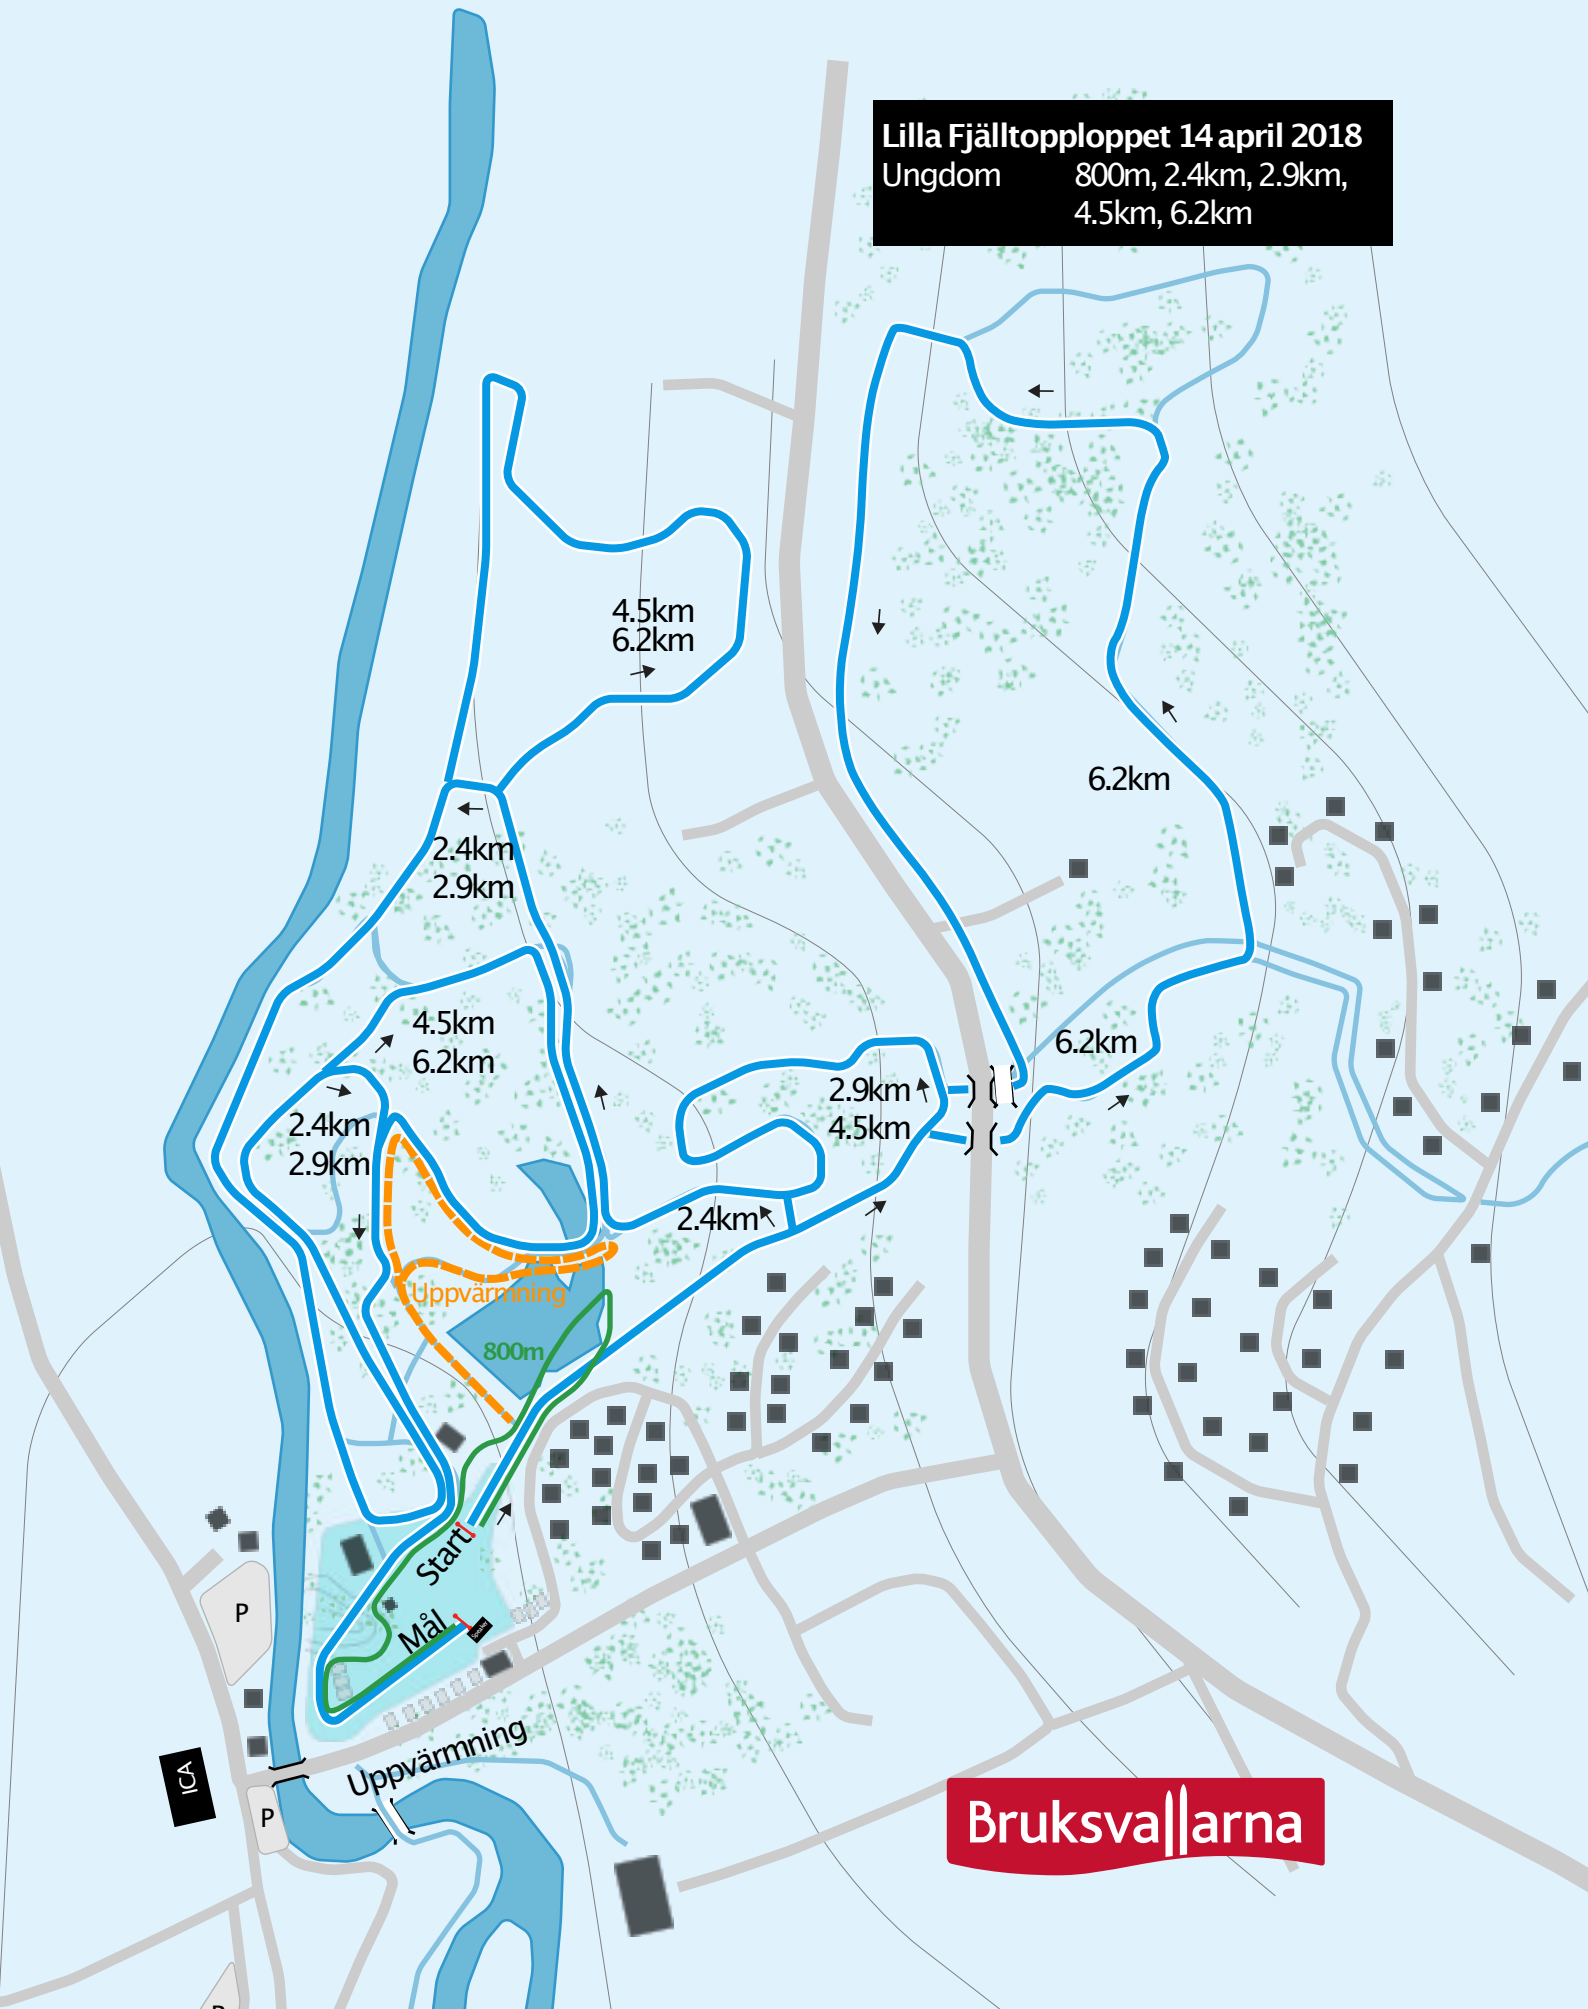 Lilla Fjälltopploppet 14 april 2018
Ungdom 800m, 2.4km, 2.9km,
4.5km, 6.2km
4.5km
6.2km
6.2km
2.4km
2.9km
4.5km
6.2km
6.2km
2.9km
4.5km
2.4km
2.9km
2.4km
Uppvärmning
800m
Start
Mål
Speaker
P
Uppvärmning
ICA
P
Bruksvallarna